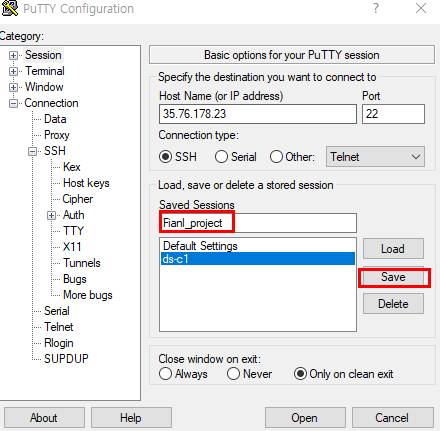 PuTTY Configuration
?
×
Category:
Session
Terminal
Window
Connection
Data
Proxy
SSH
Kex
Host keys
Cipher
Auth
TTY
X11
Tunnels
Bugs
More bugs
Serial
Telnet
Rlogin
SUPDUP
Basic options for your PuTTY session
Specify the destination you want to connect to
Host Name (or IP address) Port
35.76.178.23 22
Connection type:
SSH Serial Other: Telnet
Load, save or delete a stored session
Saved Sessions
Fianl_project
Default Settings
ds-c1
Load
Save
Delete
Close window on exit:
Always Never Only on clean exit
About Help Open Cancel